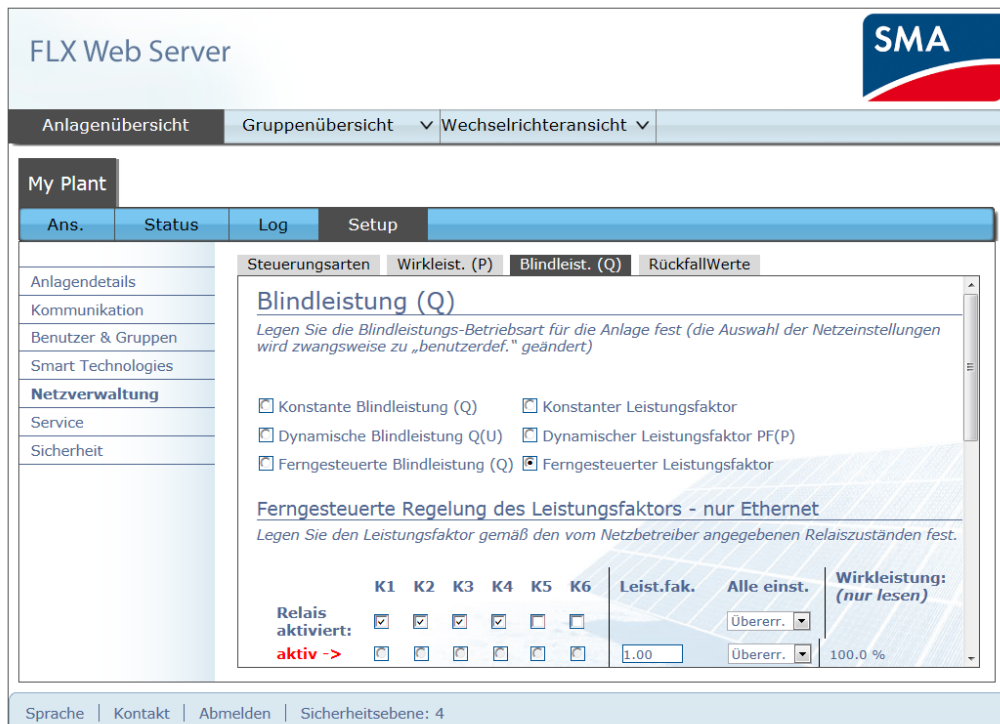 FLX Web Server
SMA
Anlagenübersicht Gruppenübersicht Wechselrichteransicht
My Plant
Ans. Status Log Setup
Anlagendetails
Kommunikation
Benutzer & Gruppen
Smart Technologies
Netzverwaltung
Service
Sicherheit
Steuerungsarten Wirkleist. (P) Blindleist. (Q) RückfallWerte
Blindleistung (Q)
Legen Sie die Blindleistungs-Betriebsart für die Anlage fest (die Auswahl der Netzeinstellungen
wird zwangsweise zu „benutzerdef.“ geändert)
Konstante Blindleistung (Q) Konstanter Leistungsfaktor
Dynamische Blindleistung Q(U) Dynamischer Leistungsfaktor PF(P)
Ferngesteuerte Blindleistung (Q) Ferngesteuerter Leistungsfaktor
Ferngesteuerte Regelung des Leistungsfaktors - nur Ethernet
Legen Sie den Leistungsfaktor gemäß den vom Netzbetreiber angegebenen Relaiszuständen fest.
K1 K2 K3 K4 K5 K6 Leist.fak. Alle einst. Wirkleistung:
(nur lesen)
Relais
aktiviert: Übererr.
aktiv -> 1.00 Übererr. 100.0 %
Sprache | Kontakt | Abmelden | Sicherheitsebene: 4